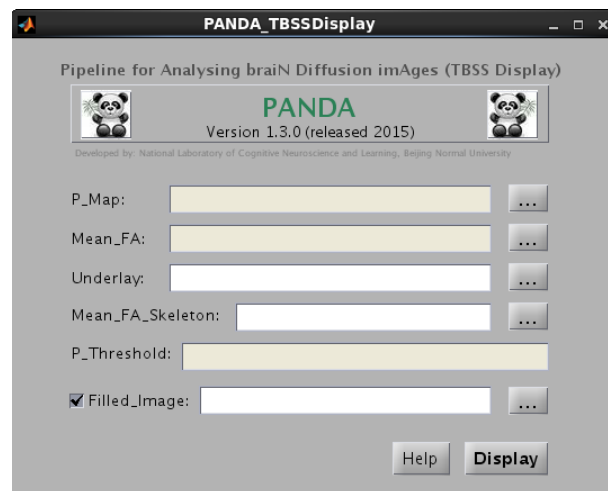 PANDA_TBSSDisplay
Pipeline for Analysing braiN Diffusion imAges (TBSS Display)
PANDA
Version 1.3.0 (released 2015)
Developed by: National Laboratory of Cognitive Neuroscience and Learning, Beijing Normal University
P_Map: ...
Mean_FA: ...
Underlay: ...
Mean_FA_Skeleton: ...
P_Threshold:
Filled_Image: ...
Help Display